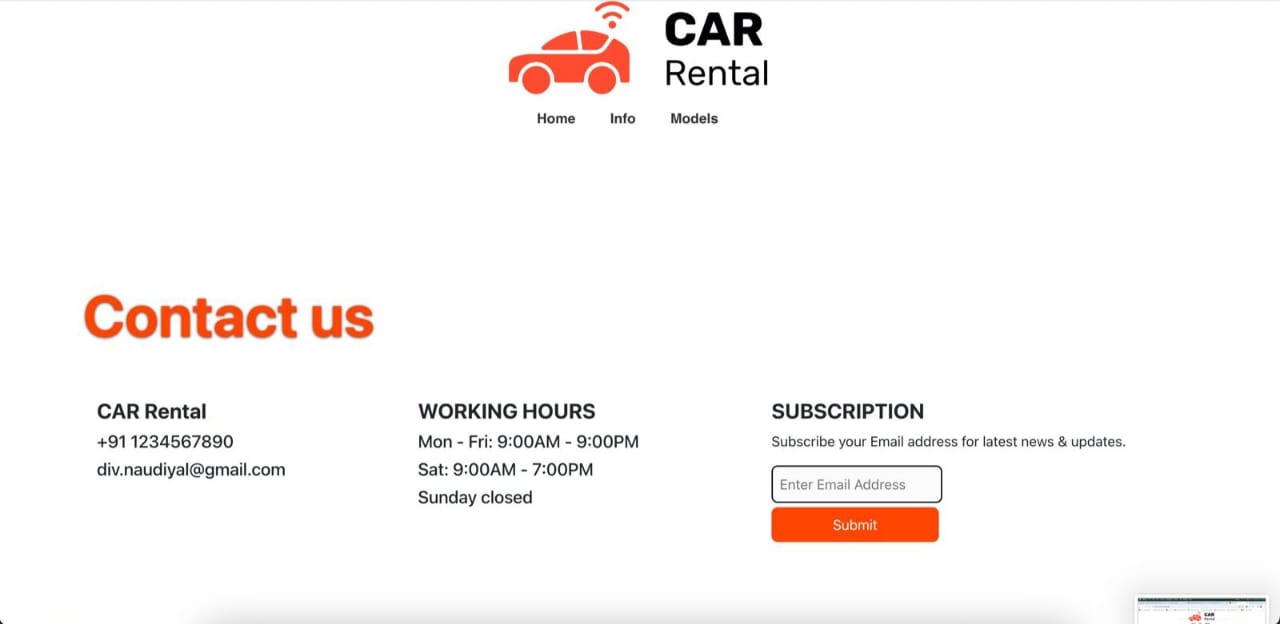 CAR
Rental
Home Info Models
Contact us
CAR Rental
+91 1234567890
div.naudiyal@gmail.com
WORKING HOURS
Mon - Fri: 9:00AM - 9:00PM
Sat: 9:00AM - 7:00PM
Sunday closed
SUBSCRIPTION
Subscribe your Email address for latest news & updates.
Enter Email Address
Submit
CAR
Rental